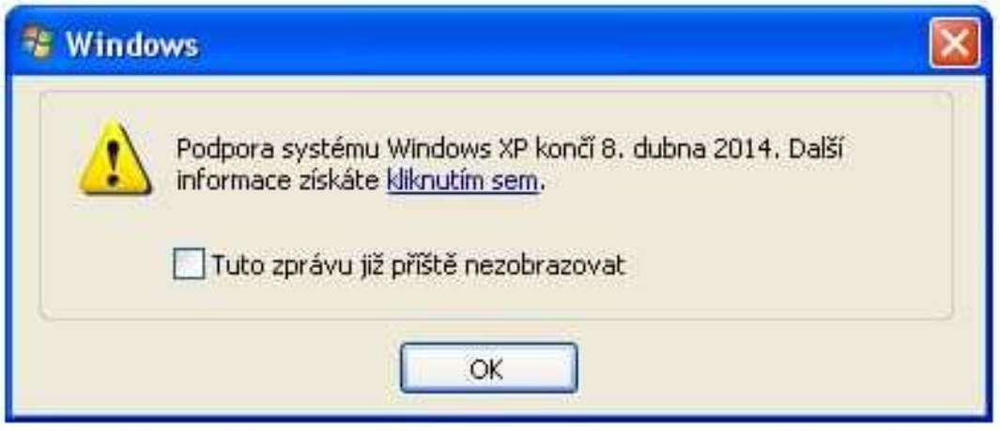 Windows
Podpora systému Windows XP končí 8. dubna 2014. Další
informace získáte kliknutím sem.
Tuto zprávu již příště nezobrazovat
OK